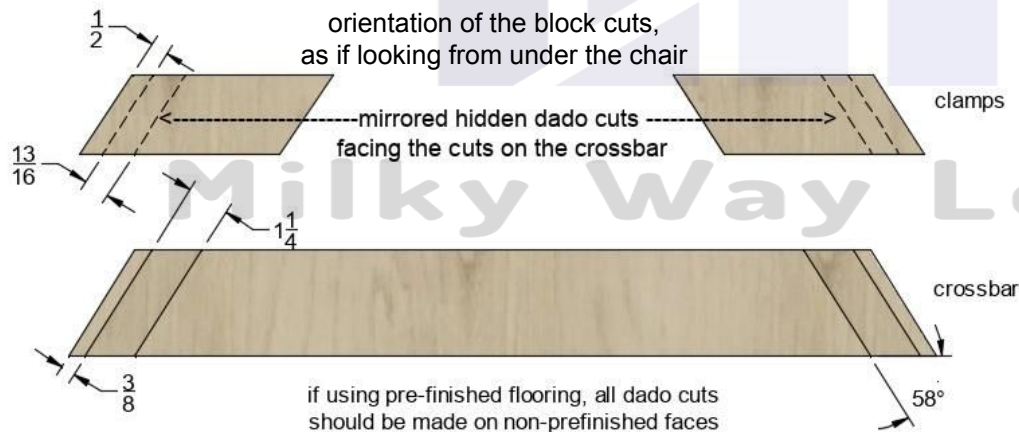 1/2
orientation of the block cuts,
as if looking from under the chair
clamps
<-------------------mirrored hidden dado cuts ------------------->
facing the cuts on the crossbar
13/16
Milky Way L
1 1/4
crossbar
3/8
if using pre-finished flooring, all dado cuts
should be made on non-prefinished faces
58°